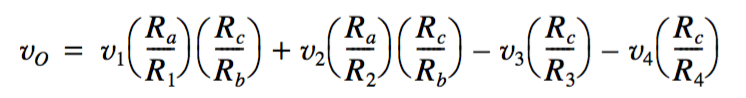 v_O = v_1(R_a/R_1)(R_c/R_b) + v_2(R_a/R_2)(R_c/R_b) − v_3(R_c/R_3) − v_4(R_c/R_4)